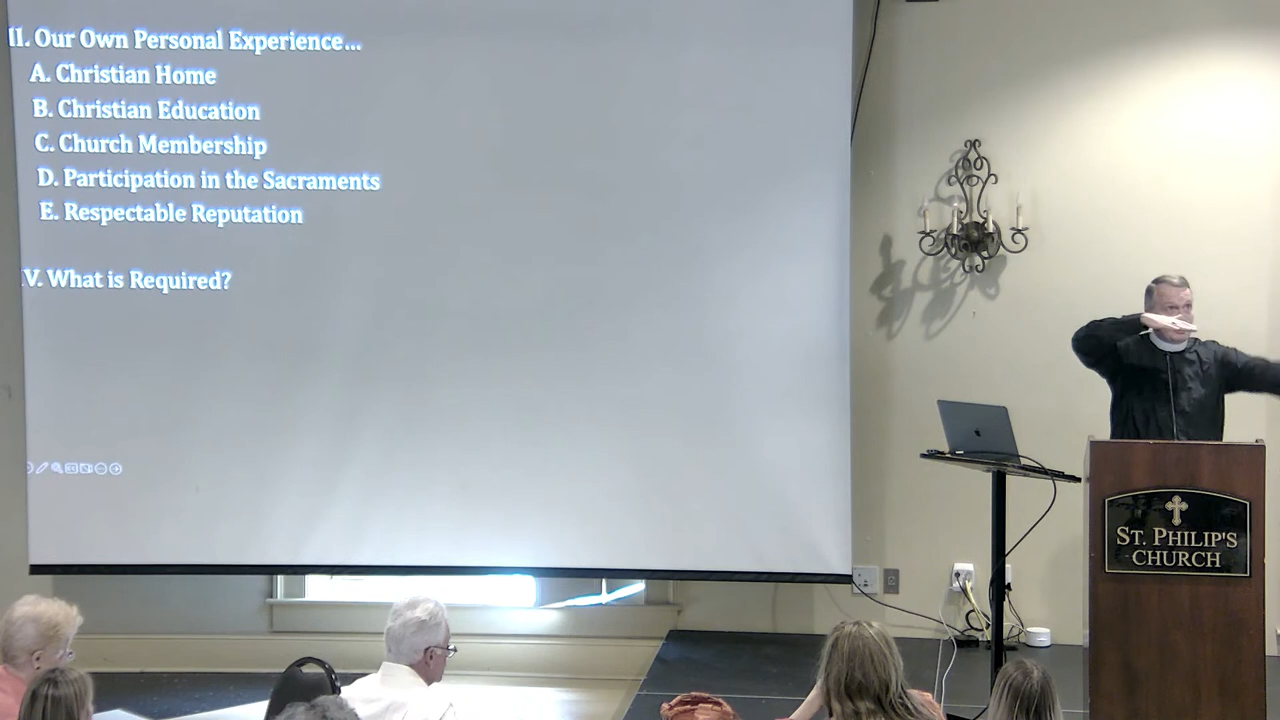 II. Our Own Personal Experience...
A. Christian Home
B. Christian Education
C. Church Membership
D. Participation in the Sacraments
E. Respectable Reputation
V. What is Required?
ST. PHILIP'S
CHURCH